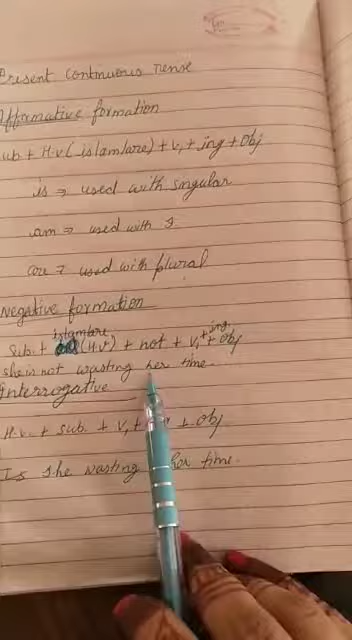 Present Continuous Tense
Affirmative formation
Sub + H.v (is/am/are) + V1 + ing + Obj
is → used with singular
am → used with I
are → used with plural
Negative formation
is/am/are +ing
Sub. + (H.v) + not + V1 + Obj
She is not wasting her time.
Interrogative
H.v. + Sub. + V1 + + Obj
Is she wasting her time.